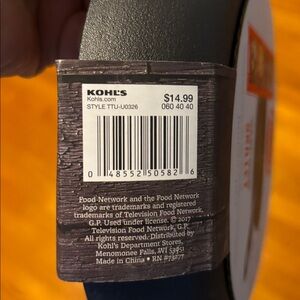 KOHL'S
Kohls.com
STYLE TTU-U0326
$14.99
060 40 40
0 48552 50582 6
Food Network and the Food Network
logo are trademarks and registered
trademarks of Television Food Network,
G.P. Used under license. © 2017
Television Food Network, G.P.
All rights reserved. Distributed by
Kohl's Department Stores,
Menomonee Falls, WI 53051
Made in China • RN #73277